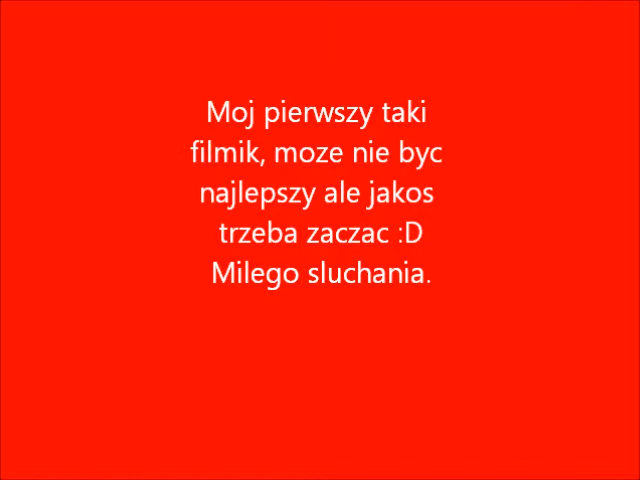 Moj pierwszy taki
filmik, moze nie byc
najlepszy ale jakos
trzeba zaczac :D
Milego sluchania.